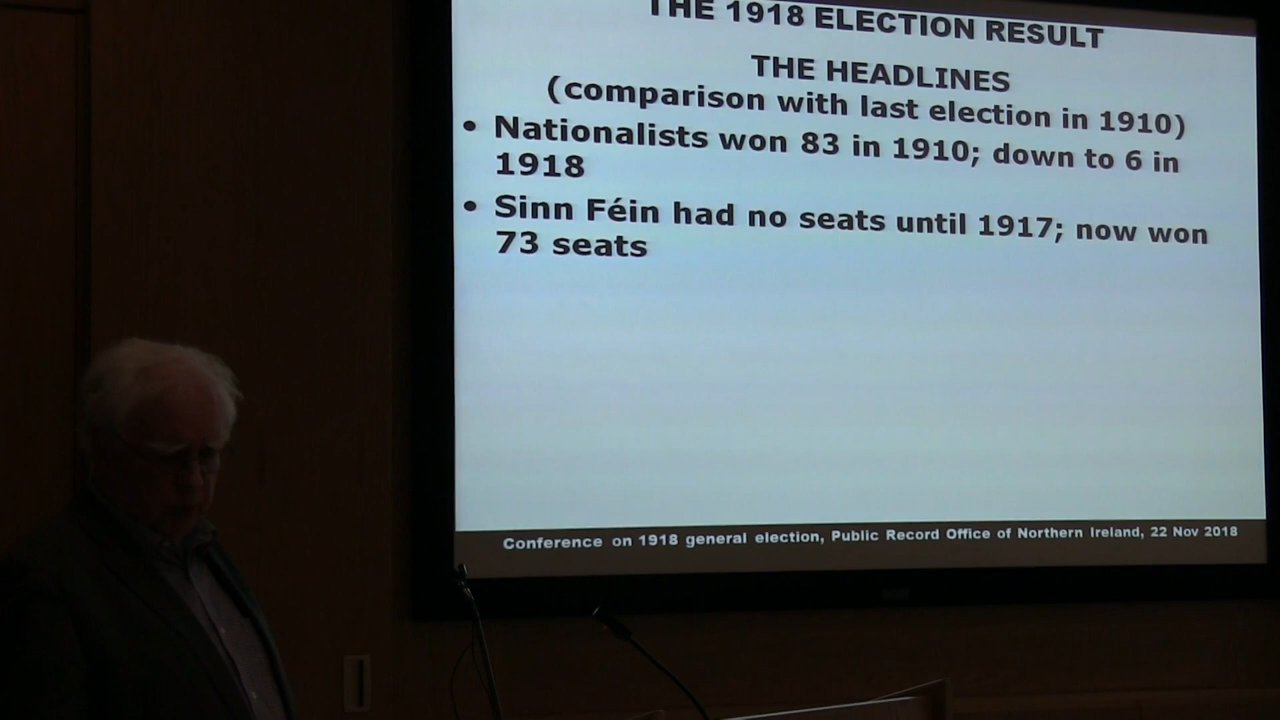 THE 1918 ELECTION RESULT
THE HEADLINES
(comparison with last election in 1910)
• Nationalists won 83 in 1910; down to 6 in
1918
• Sinn Féin had no seats until 1917; now won
73 seats
Conference on 1918 general election, Public Record Office of Northern Ireland, 22 Nov 2018